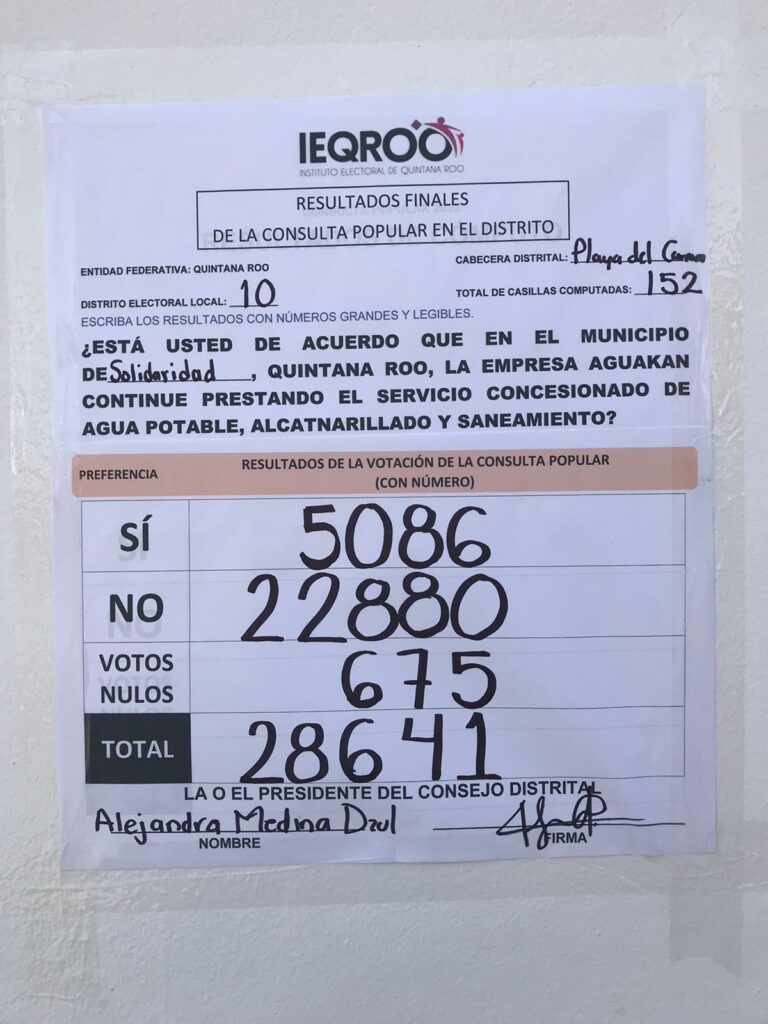 IEQROO
INSTITUTO ELECTORAL DE QUINTANA ROO
RESULTADOS FINALES
DE LA CONSULTA POPULAR EN EL DISTRITO
ENTIDAD FEDERATIVA: QUINTANA ROO
CABECERA DISTRITAL: Playa del Carmen
DISTRITO ELECTORAL LOCAL: 10
TOTAL DE CASILLAS COMPUTADAS: 152
ESCRIBA LOS RESULTADOS CON NÚMEROS GRANDES Y LEGIBLES.
¿ESTÁ USTED DE ACUERDO QUE EN EL MUNICIPIO
DE Solidaridad, QUINTANA ROO, LA EMPRESA AGUAKAN
CONTINUE PRESTANDO EL SERVICIO CONCESIONADO DE
AGUA POTABLE, ALCATNARILLADO Y SANEAMIENTO?
PREFERENCIA
RESULTADOS DE LA VOTACIÓN DE LA CONSULTA POPULAR
(CON NÚMERO)
SÍ 5086
NO 22880
VOTOS
NULOS 675
TOTAL 28641
LA O EL PRESIDENTE DEL CONSEJO DISTRITAL
Alejandra Medina Dzul
NOMBRE
FIRMA